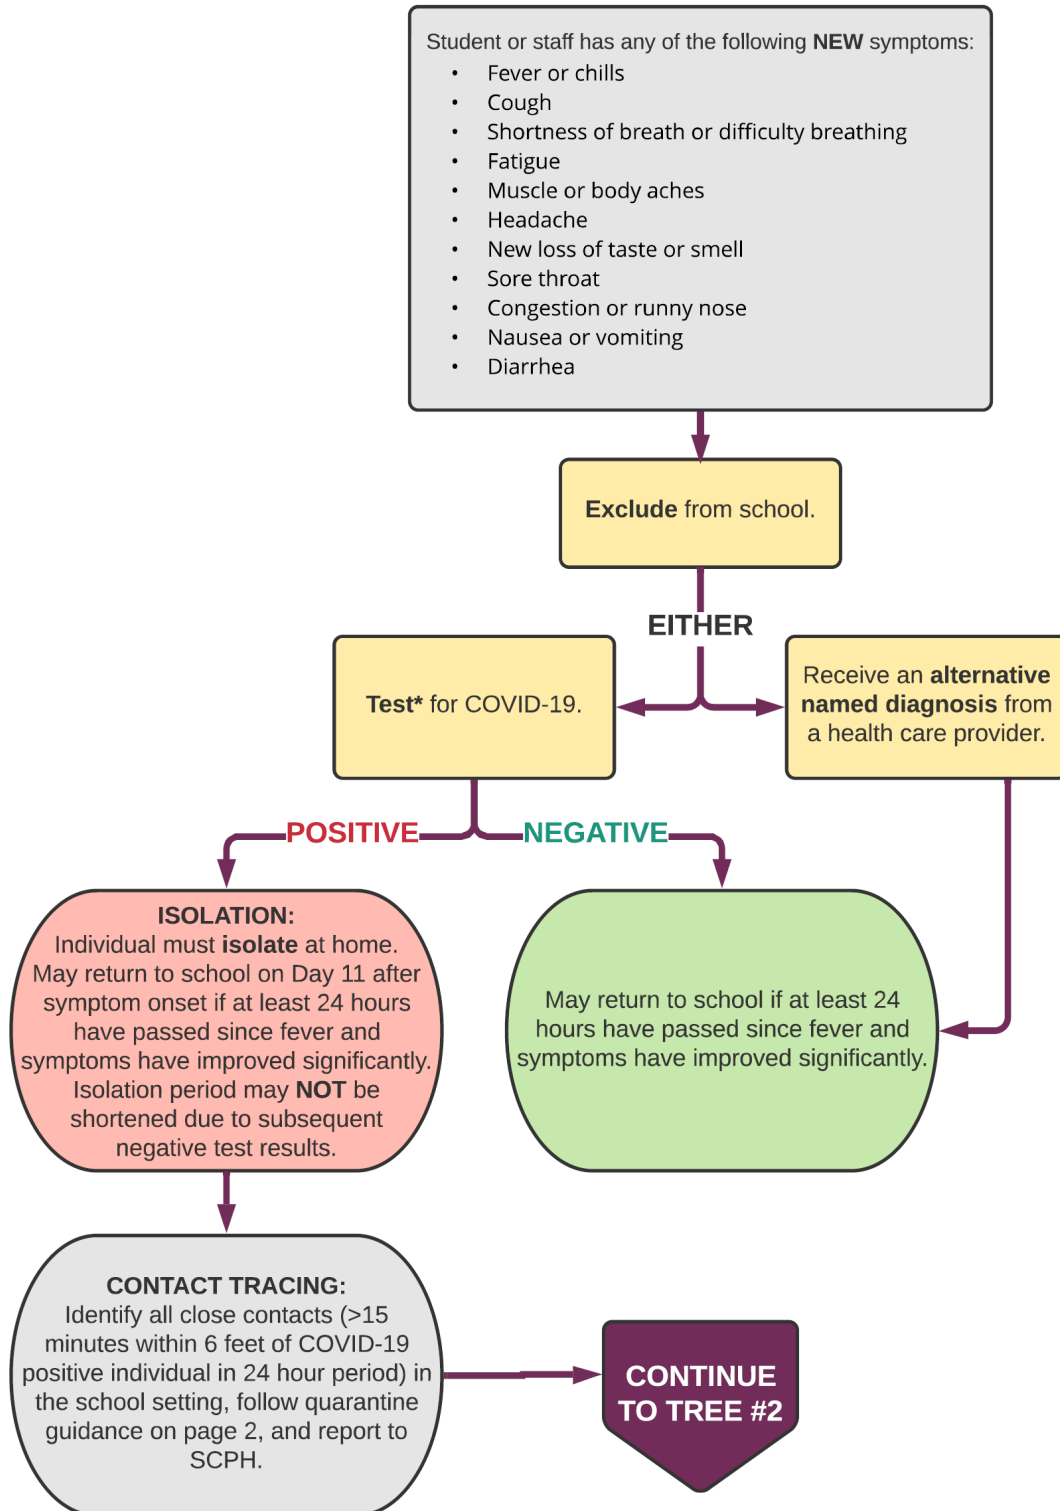 Student or staff has any of the following NEW symptoms:
• Fever or chills
• Cough
• Shortness of breath or difficulty breathing
• Fatigue
• Muscle or body aches
• Headache
• New loss of taste or smell
• Sore throat
• Congestion or runny nose
• Nausea or vomiting
• Diarrhea
Exclude from school.
EITHER
Test* for COVID-19.
Receive an alternative
named diagnosis from
a health care provider.
POSITIVE
NEGATIVE
ISOLATION:
Individual must isolate at home.
May return to school on Day 11 after
symptom onset if at least 24 hours
have passed since fever and
symptoms have improved significantly.
Isolation period may NOT be
shortened due to subsequent
negative test results.
May return to school if at least 24
hours have passed since fever and
symptoms have improved significantly.
CONTACT TRACING:
Identify all close contacts (>15
minutes within 6 feet of COVID-19
positive individual in 24 hour period) in
the school setting, follow quarantine
guidance on page 2, and report to
SCPH.
CONTINUE
TO TREE #2